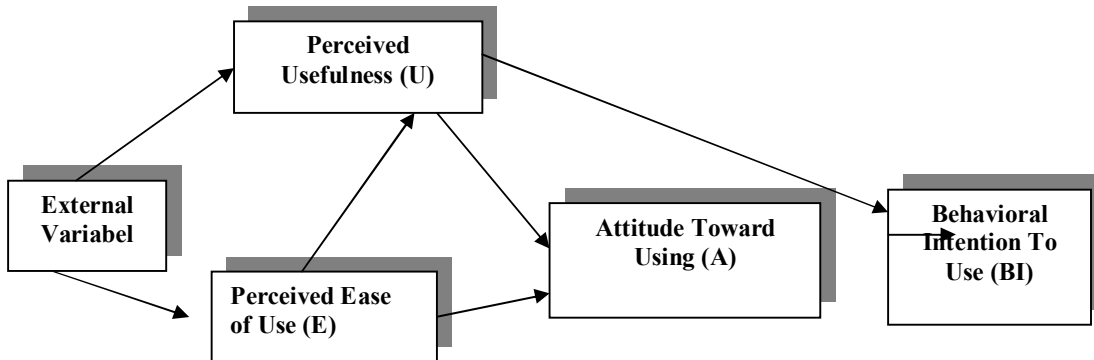 Perceived
Usefulness (U)
External
Variabel
Attitude Toward
Using (A)
Behavioral
Intention To
Use (BI)
Perceived Ease
of Use (E)